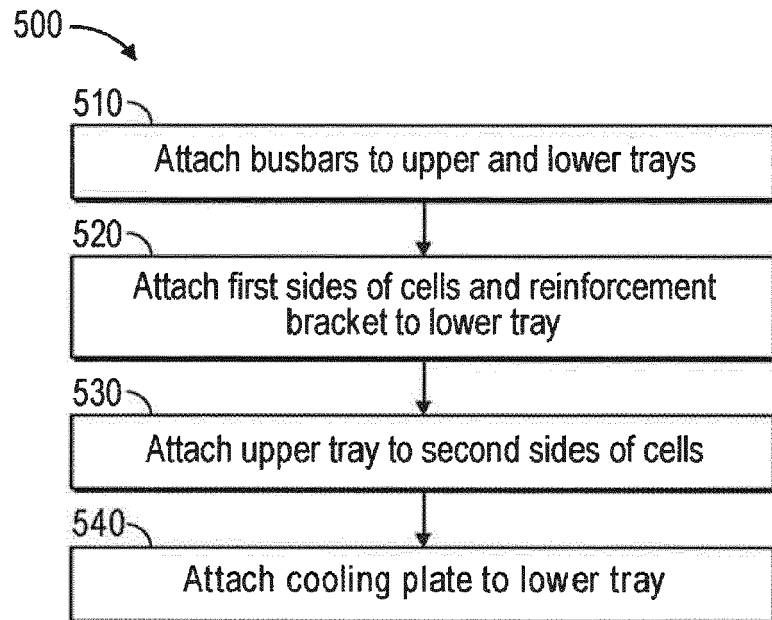 500
510
Attach busbars to upper and lower trays
520
Attach first sides of cells and reinforcement
bracket to lower tray
530
Attach upper tray to second sides of cells
540
Attach cooling plate to lower tray